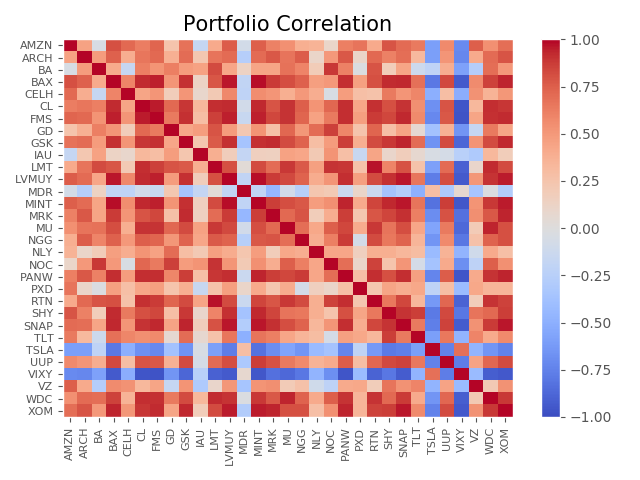 Portfolio Correlation
AMZN
ARCH
BA
BAX
CELH
CL
FMS
GD
GSK
IAU
LMT
LVMUY
MDR
MINT
MRK
MU
NGG
NLY
NOC
PANW
PXD
RTN
SHY
SNAP
TLT
TSLA
UUP
VIXY
VZ
WDC
XOM
AMZN ARCH BA BAX CELH CL FMS GD GSK IAU LMT LVMUY MDR MINT MRK MU NGG NLY NOC PANW PXD RTN SHY SNAP TLT TSLA UUP VIXY VZ WDC XOM
1.00
0.75
0.50
0.25
0.00
−0.25
−0.50
−0.75
−1.00